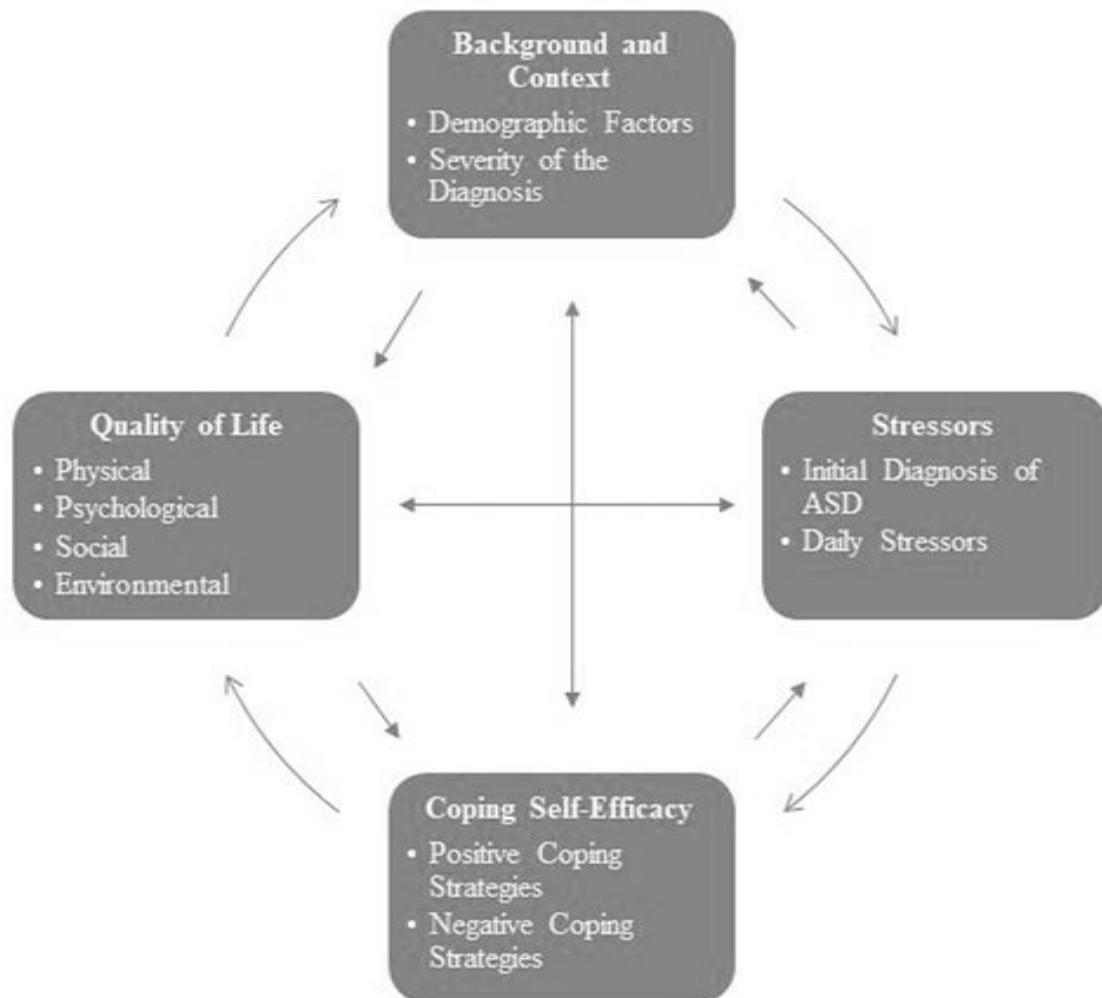 Background and
Context
• Demographic Factors
• Severity of the
Diagnosis
Quality of Life
• Physical
• Psychological
• Social
• Environmental
Stressors
• Initial Diagnosis of
ASD
• Daily Stressors
Coping Self-Efficacy
• Positive Coping
Strategies
• Negative Coping
Strategies